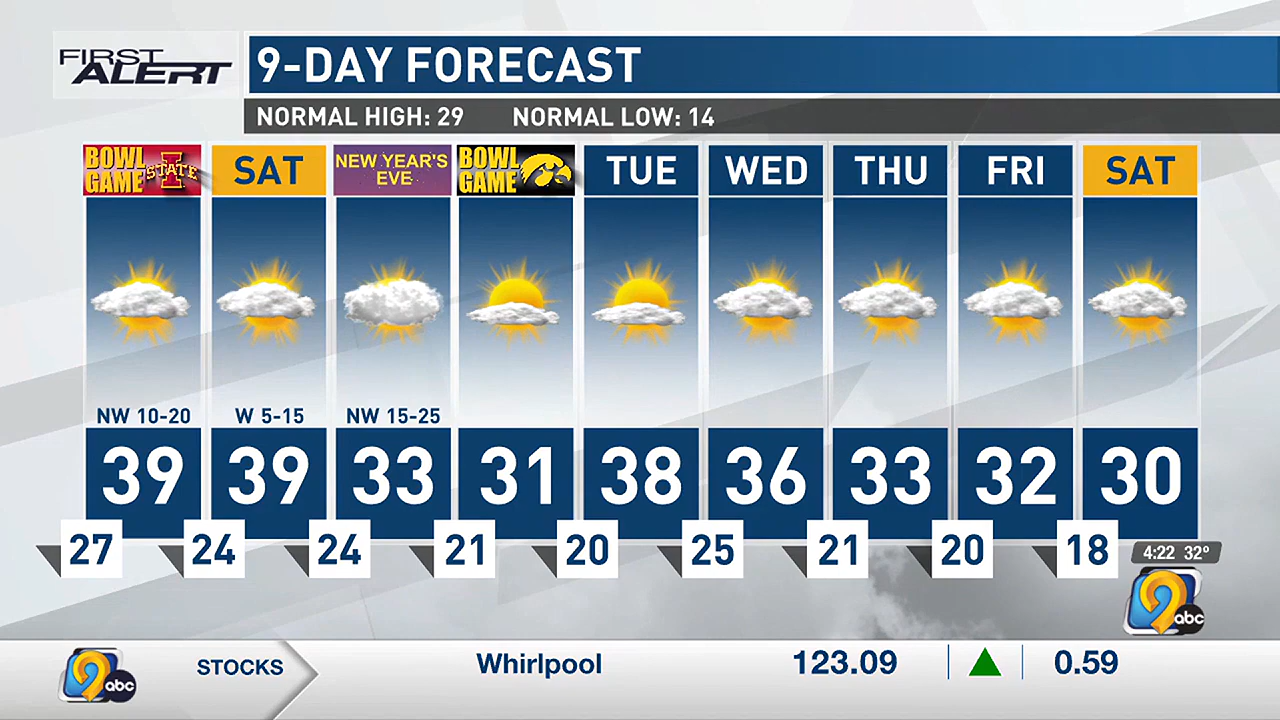 FIRST
ALERT
9-DAY FORECAST
NORMAL HIGH: 29 NORMAL LOW: 14
BOWL GAME I STATE
SAT
NEW YEAR'S EVE
BOWL GAME
TUE
WED
THU
FRI
SAT
NW 10-20 W 5-15 NW 15-25
39 39 33 31 38 36 33 32 30
27 24 24 21 20 25 21 20 18
4:22 32º
9 abc
9 abc STOCKS Whirlpool 123.09 0.59